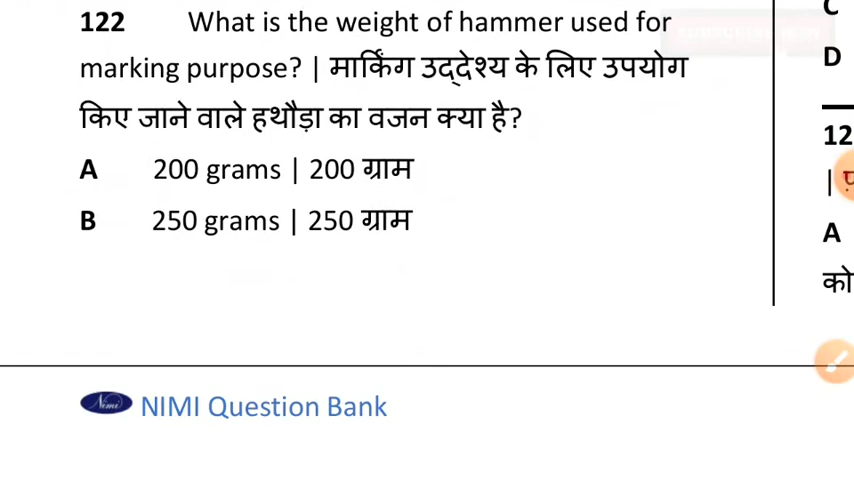 122 What is the weight of hammer used for
marking purpose? | मार्किंग उद्देश्य के लिए उपयोग
किए जाने वाले हथौड़ा का वजन क्या है?
A 200 grams | 200 ग्राम
B 250 grams | 250 ग्राम
C
D
12
|
A
को
Nimi NIMI Question Bank